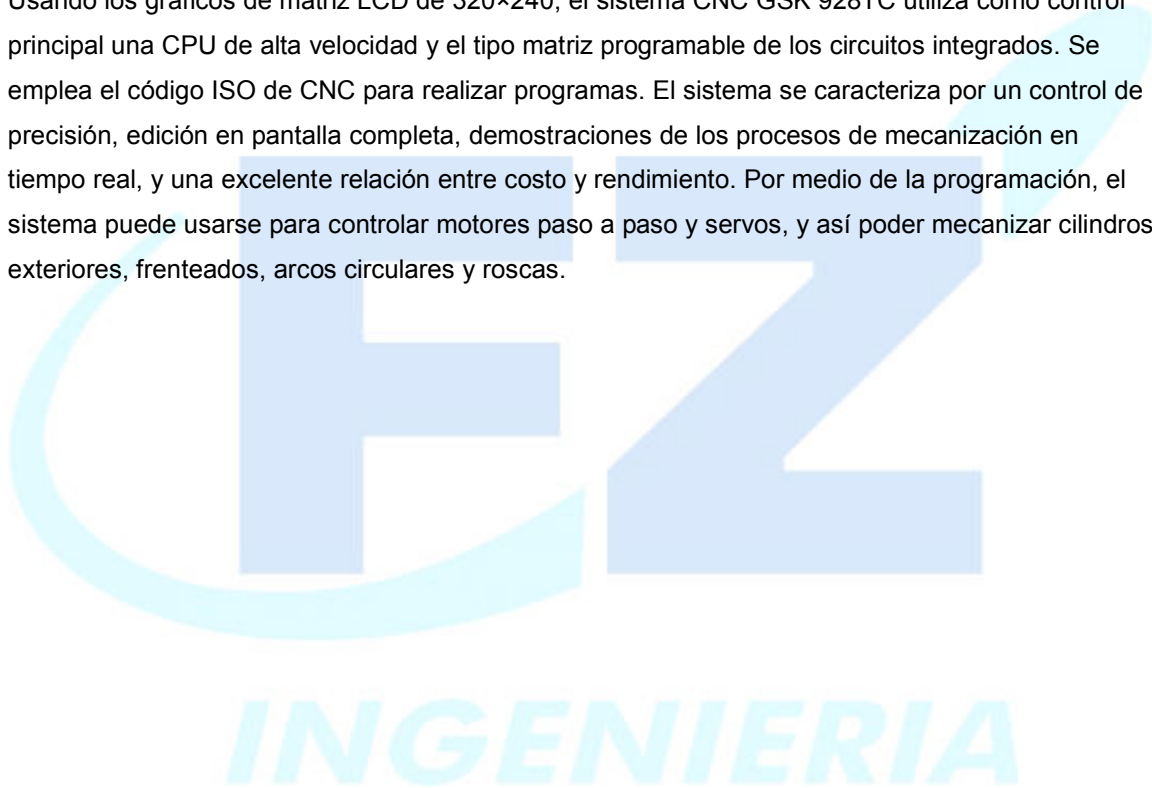 Usando los gráficos de matriz LCD de 320×240, el sistema CNC GSK 928TC utiliza como control
principal una CPU de alta velocidad y el tipo matriz programable de los circuitos integrados. Se
emplea el código ISO de CNC para realizar programas. El sistema se caracteriza por un control de
precisión, edición en pantalla completa, demostraciones de los procesos de mecanización en
tiempo real, y una excelente relación entre costo y rendimiento. Por medio de la programación, el
sistema puede usarse para controlar motores paso a paso y servos, y así poder mecanizar cilindros
exteriores, frenteados, arcos circulares y roscas.
FZ
INGENIERIA